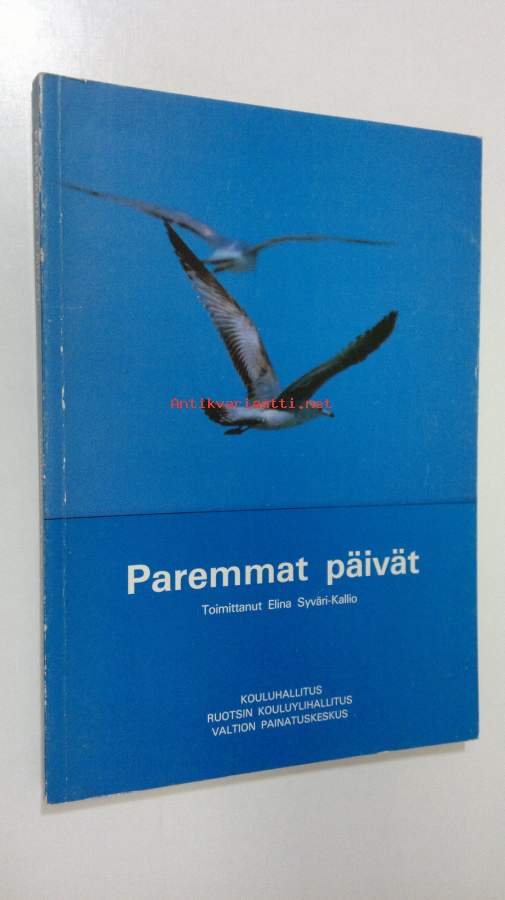 Antikvariaatti.net
Paremmat päivät
Toimittanut Elina Syväri-Kallio
KOULUHALLITUS
RUOTSIN KOULUYLIHALLITUS
VALTION PAINATUSKESKUS